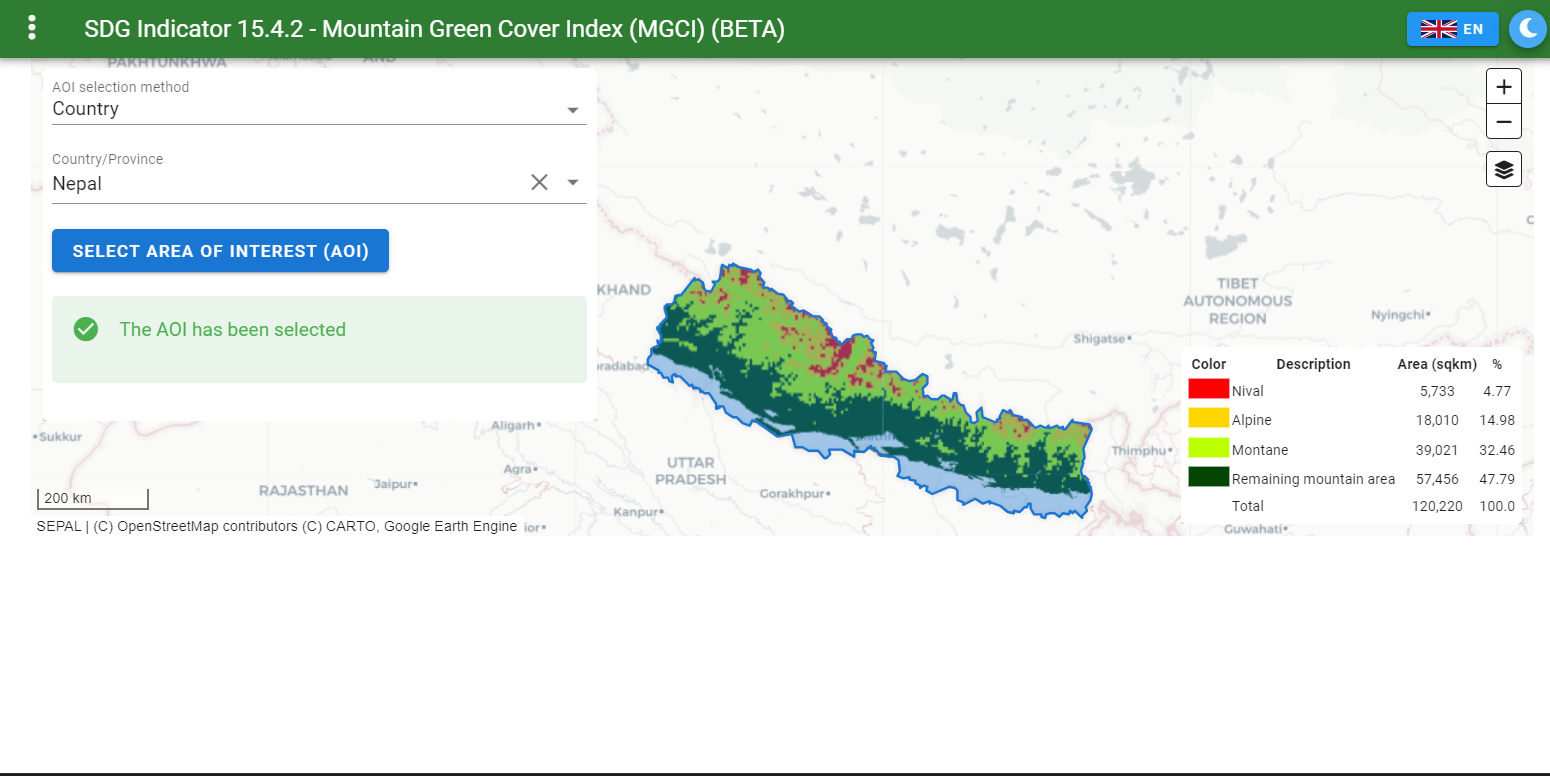 SDG Indicator 15.4.2 - Mountain Green Cover Index (MGCI) (BETA)
EN
PAKHTUNKHWA
AND
AOI selection method
Country
Country/Province
Nepal
SELECT AREA OF INTEREST (AOI)
The AOI has been selected
+
−
KHAND
TIBET
AUTONOMOUS
REGION
Nyingchi
Shigatse
oradabad
Color Description Area (sqkm) %
Nival 5,733 4.77
Alpine 18,010 14.98
Montane 39,021 32.46
Remaining mountain area 57,456 47.79
Total 120,220 100.0
Sukkur
Aligarh
Thimphu
UTTAR
PRADESH
Agra
Jaipur
RAJASTHAN
Gorakhpur
Kanpur
Guwahati
200 km
SEPAL | (C) OpenStreetMap contributors (C) CARTO, Google Earth Engine
ior